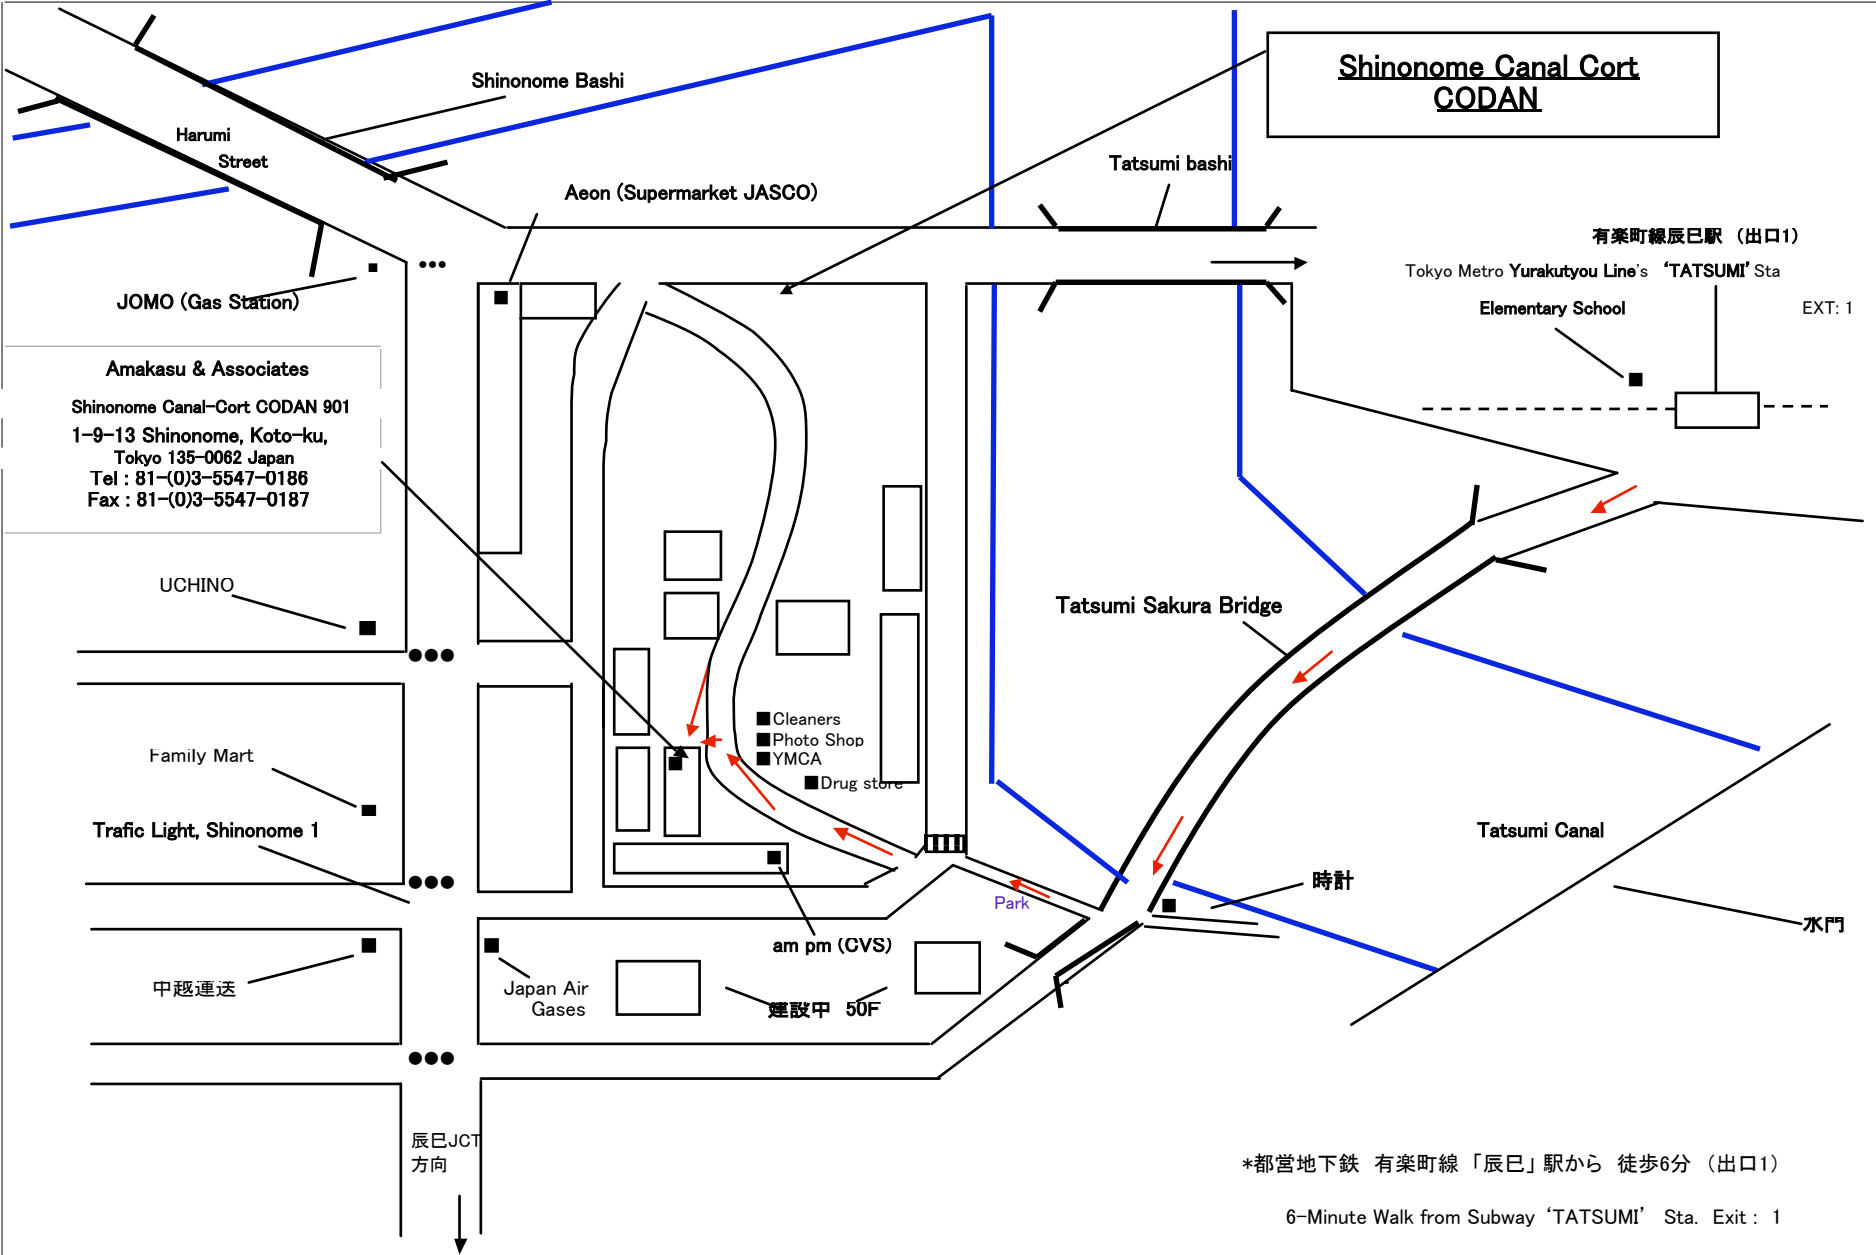 Shinonome Canal Cort
CODAN
Shinonome Bashi
Harumi
Street
Aeon (Supermarket JASCO)
Tatsumi bashi
有楽町線辰巳駅 (出口1)
Tokyo Metro Yurakutyou Line's 'TATSUMI' Sta
Elementary School
EXT: 1
JOMO (Gas Station)
Amakasu & Associates
Shinonome Canal-Cort CODAN 901
1-9-13 Shinonome, Koto-ku,
Tokyo 135-0062 Japan
Tel : 81-(0)3-5547-0186
Fax : 81-(0)3-5547-0187
UCHINO
Tatsumi Sakura Bridge
Cleaners
Photo Shop
YMCA
Drug store
Family Mart
Trafic Light, Shinonome 1
Tatsumi Canal
時計
Park
水門
am pm (CVS)
中越運送
Japan Air
Gases
建設中 50F
辰巳JCT
方向
*都営地下鉄 有楽町線 「辰巳」駅から 徒歩6分 (出口1)
6-Minute Walk from Subway 'TATSUMI' Sta. Exit : 1